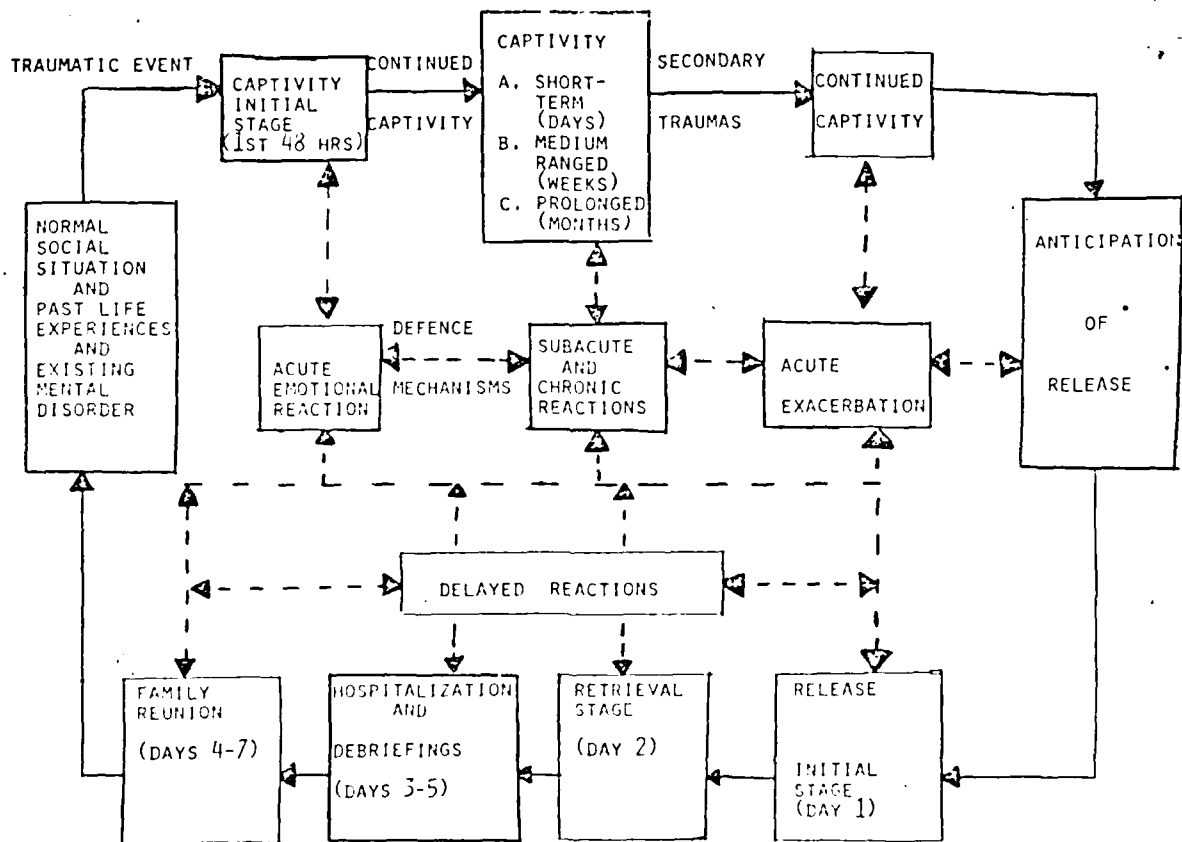 TRAUMATIC EVENT
CAPTIVITY
INITIAL
STAGE
(1ST 48 HRS)
CONTINUED
CAPTIVITY
CAPTIVITY
A. SHORT-
TERM
(DAYS)
B. MEDIUM
RANGED
(WEEKS)
C. PROLONGED
(MONTHS)
SECONDARY
TRAUMAS
CONTINUED
CAPTIVITY
NORMAL
SOCIAL
SITUATION
AND
PAST LIFE
EXPERIENCES
AND
EXISTING
MENTAL
DISORDER
ACUTE
EMOTIONAL
REACTION
DEFENCE
MECHANISMS
SUBACUTE
AND
CHRONIC
REACTIONS
ACUTE
EXACERBATION
ANTICIPATION
OF
RELEASE
DELAYED REACTIONS
FAMILY
REUNION
(DAYS 4-7)
HOSPITALIZATION
AND
DEBRIEFINGS
(DAYS 3-5)
RETRIEVAL
STAGE
(DAY 2)
RELEASE
INITIAL
STAGE
(DAY 1)